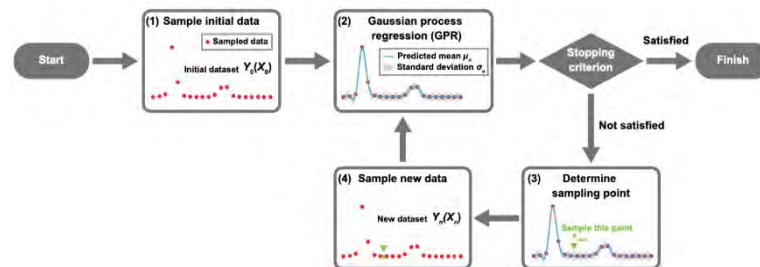 Start
(1) Sample initial data
Sampled data
Initial dataset Y₀(X₀)
(2) Gaussian process
regression (GPR)
Predicted mean μₙ
Standard deviation σₙ
Stopping
criterion
Satisfied
Finish
Not satisfied
(3) Determine
sampling point
Sample this point
(4) Sample new data
New dataset Yₙ(Xₙ)